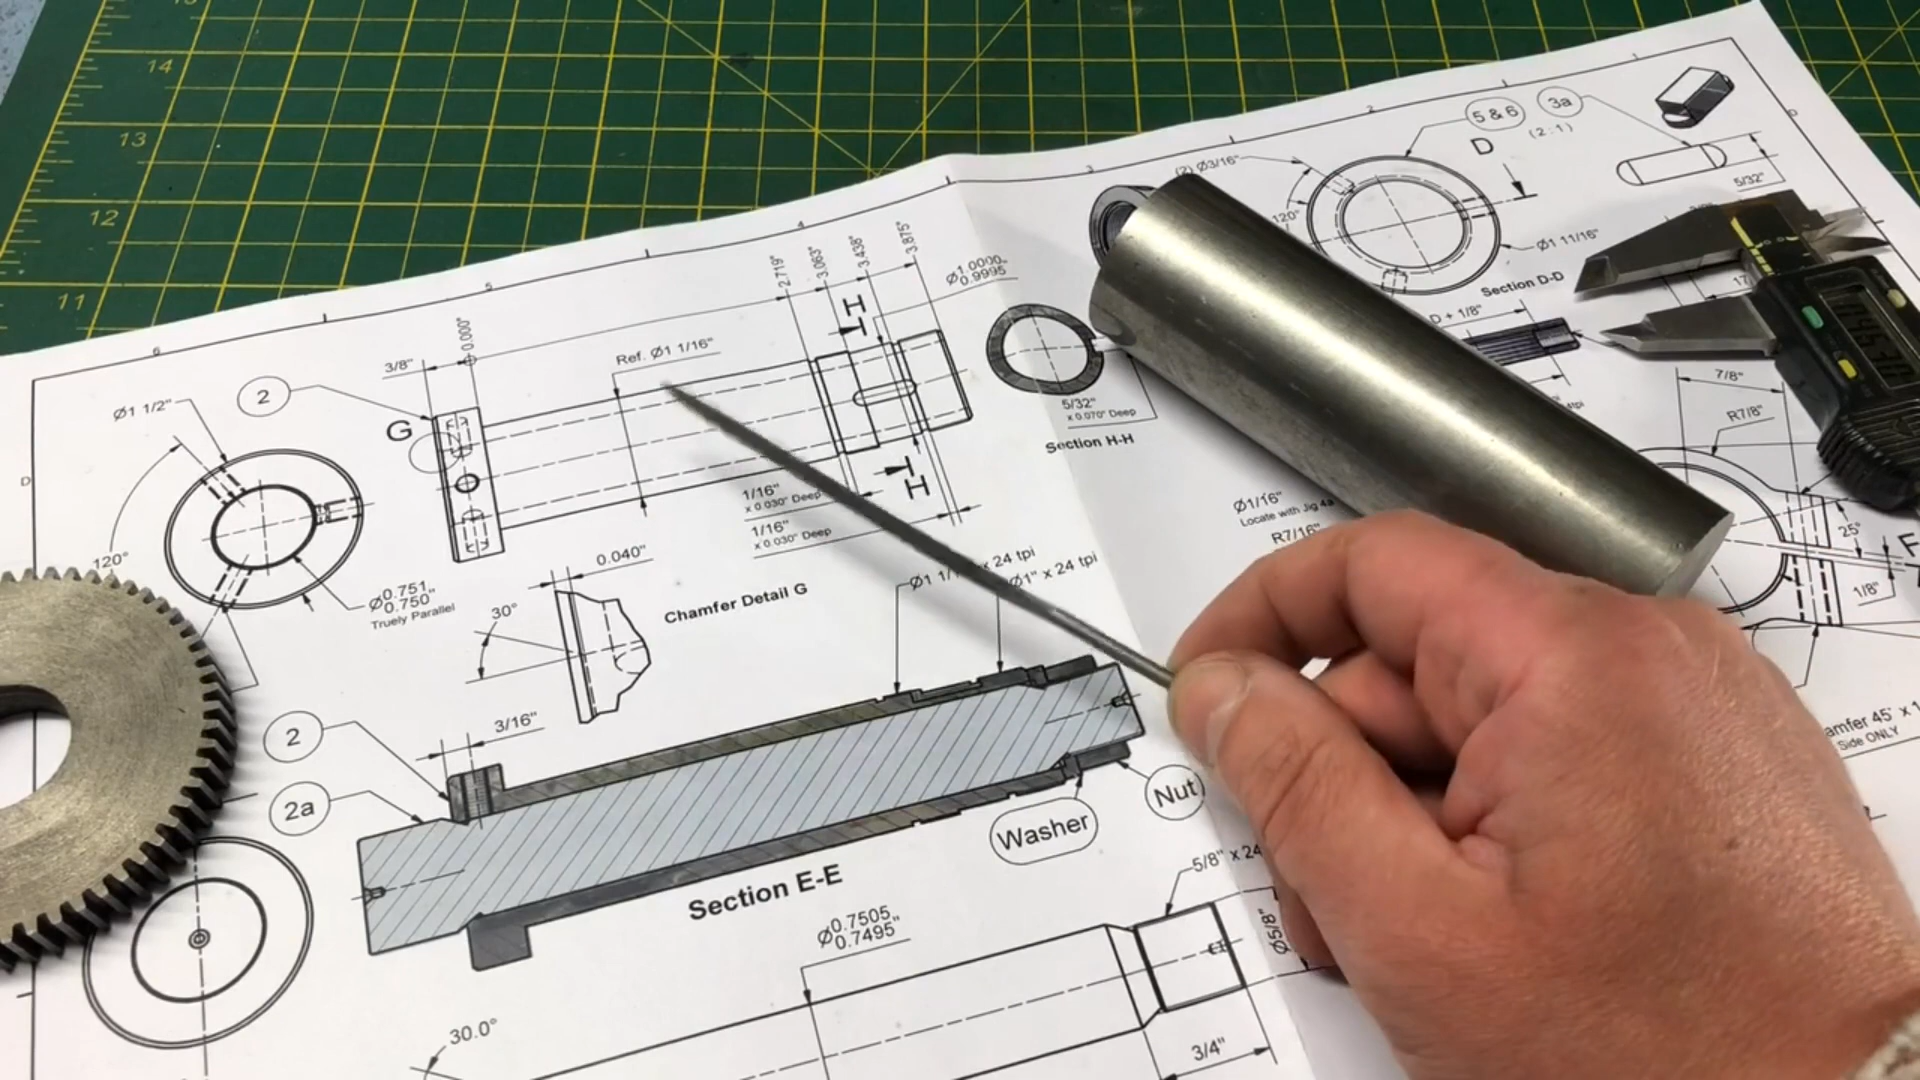 14
13
12
11
6
5
4
3
2
1
D
D
5 & 6
3a
(2:1)
D
5/32"
(2) Ø3/16"
120°
Ø1 11/16"
Section D-D
D + 1/8"
2.719"
3.063"
3.438"
3.875"
Ø1.0000"
0.9995
H
H
0.000"
3/8"
Ref. Ø1 1/16"
2
G
Ø1 1/2"
120°
Ø0.751"
0.750"
Truely Parallel
1/16"
x 0.030" Deep
1/16"
x 0.030" Deep
5/32"
x 0.070" Deep
Section H-H
7/8"
R7/8"
Ø1/16"
Locate with Jig 4a
R7/16"
25°
F
1/8"
0.040"
30°
Chamfer Detail G
x 24 tpi
Ø1" x 24 tpi
3/16"
2
2a
Nut
Washer
Section E-E
amfer 45° x 1
Side ONLY
5/8" x 24
Ø5/8"
Ø0.7505"
0.7495"
30.0°
3/4"